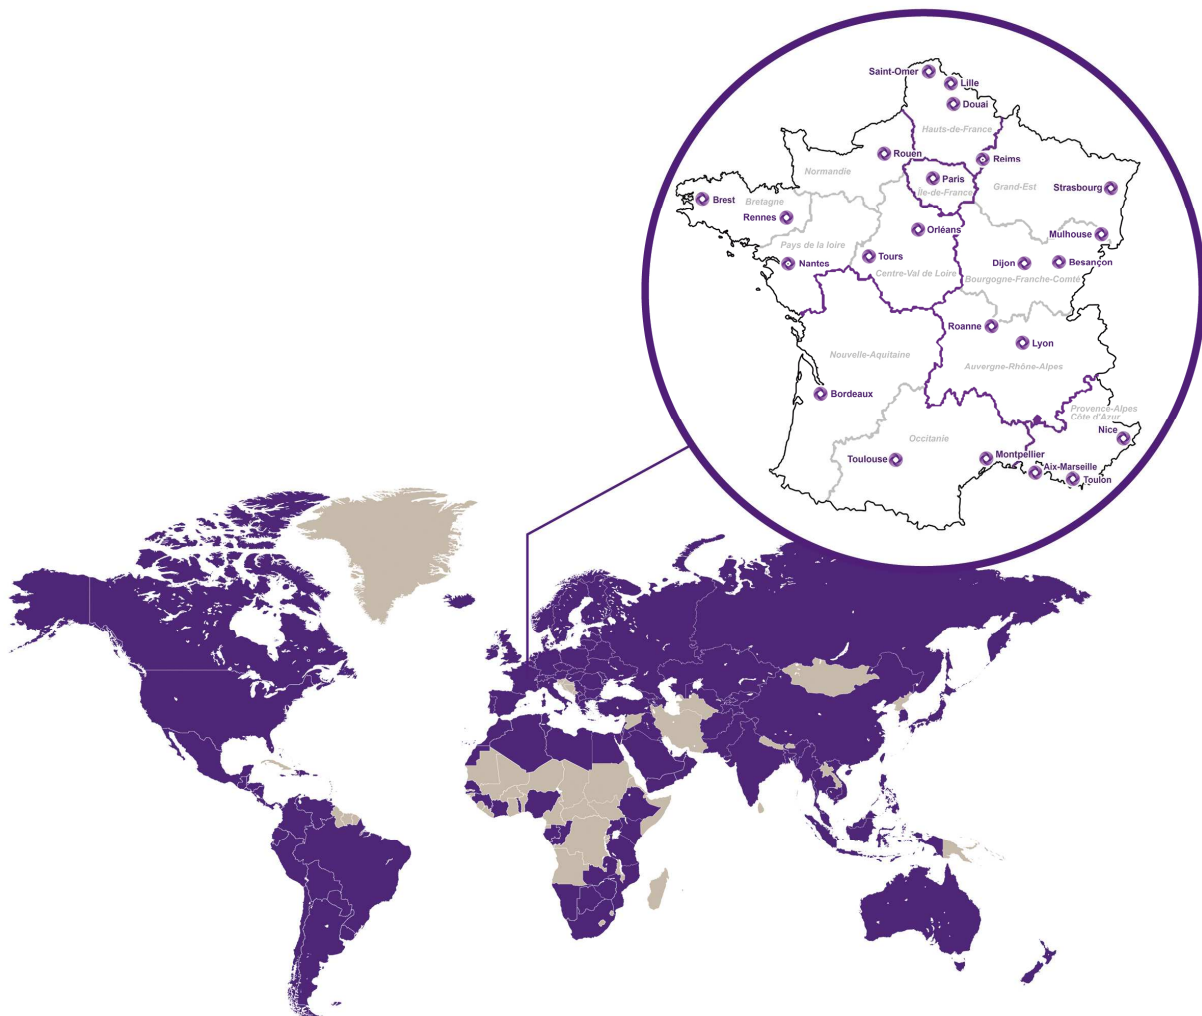 Saint-Omer
Lille
Douai
Hauts-de-France
Rouen
Reims
Normandie
Paris
Île-de-France
Grand-Est
Strasbourg
Brest
Bretagne
Rennes
Orléans
Mulhouse
Pays de la loire
Nantes
Tours
Centre-Val de Loire
Dijon
Besançon
Bourgogne-Franche-Comté
Roanne
Lyon
Nouvelle-Aquitaine
Auvergne-Rhône-Alpes
Bordeaux
Provence-Alpes
Côte d'Azur
Nice
Occitanie
Toulouse
Montpellier
Aix-Marseille
Toulon